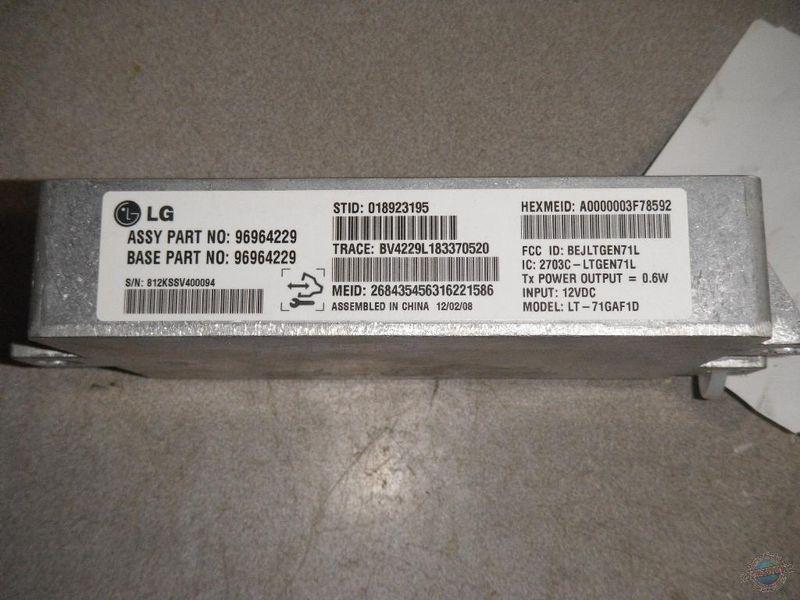 LG
ASSY PART NO: 96964229
BASE PART NO: 96964229
S/N: 812KSSV400094
STID: 018923195
TRACE: BV4229L183370520
MEID: 268435456316221586
ASSEMBLED IN CHINA 12/02/08
HEXMEID: A0000003F78592
FCC ID: BEJLTGEN71L
IC: 2703C-LTGEN71L
Tx POWER OUTPUT = 0.6W
INPUT: 12VDC
MODEL: LT-71GAF1D